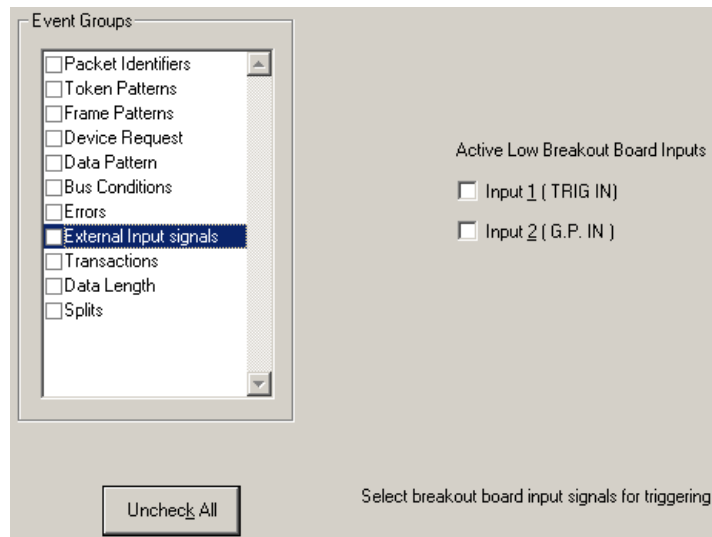 Event Groups
Packet Identifiers
Token Patterns
Frame Patterns
Device Request
Data Pattern
Bus Conditions
Errors
External Input signals
Transactions
Data Length
Splits
Active Low Breakout Board Inputs
Input 1 ( TRIG IN)
Input 2 ( G.P. IN )
Uncheck All
Select breakout board input signals for triggering